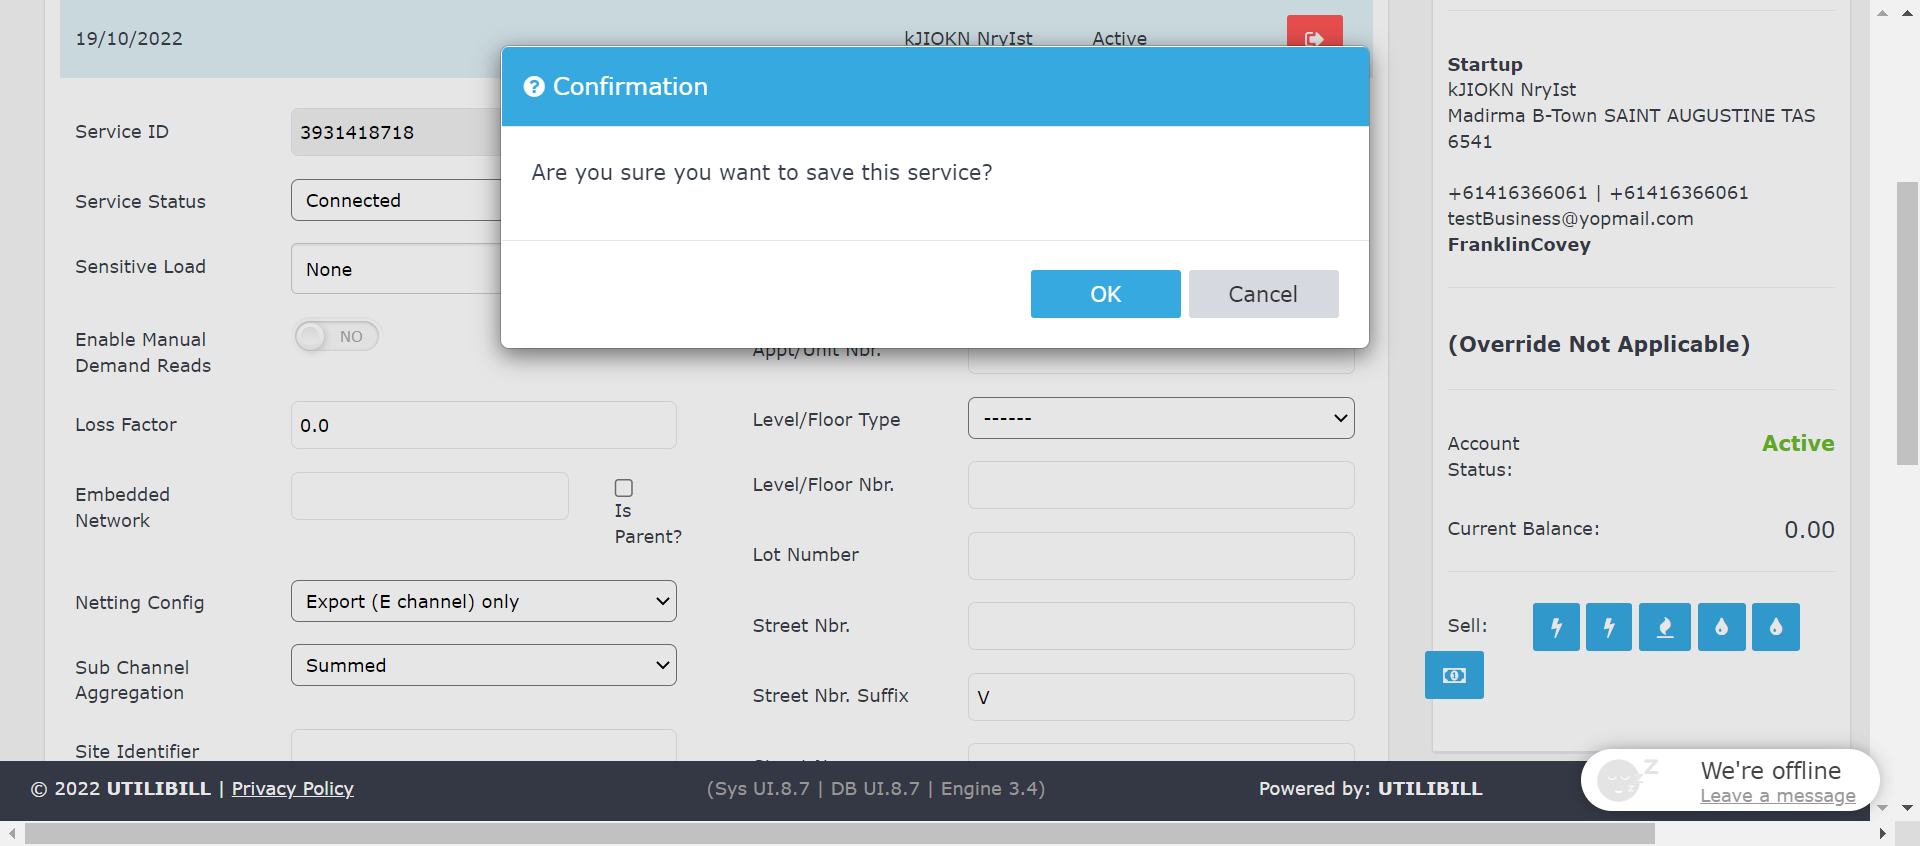 19/10/2022
kJIOKN NryIst
Active
Confirmation
Are you sure you want to save this service?
OK
Cancel
Service ID
3931418718
Service Status
Connected
Sensitive Load
None
Enable Manual
Demand Reads
NO
Loss Factor
0.0
Embedded
Network
Is
Parent?
Netting Config
Export (E channel) only
Sub Channel
Aggregation
Summed
Site Identifier
Appt/Unit Nbr.
Level/Floor Type
------
Level/Floor Nbr.
Lot Number
Street Nbr.
Street Nbr. Suffix
V
Startup
kJIOKN NryIst
Madirma B-Town SAINT AUGUSTINE TAS
6541
+61416366061 | +61416366061
testBusiness@yopmail.com
FranklinCovey
(Override Not Applicable)
Account
Status:
Active
Current Balance:
0.00
Sell:
© 2022 UTILIBILL | Privacy Policy
(Sys UI.8.7 | DB UI.8.7 | Engine 3.4)
Powered by: UTILIBILL
We're offline
Leave a message